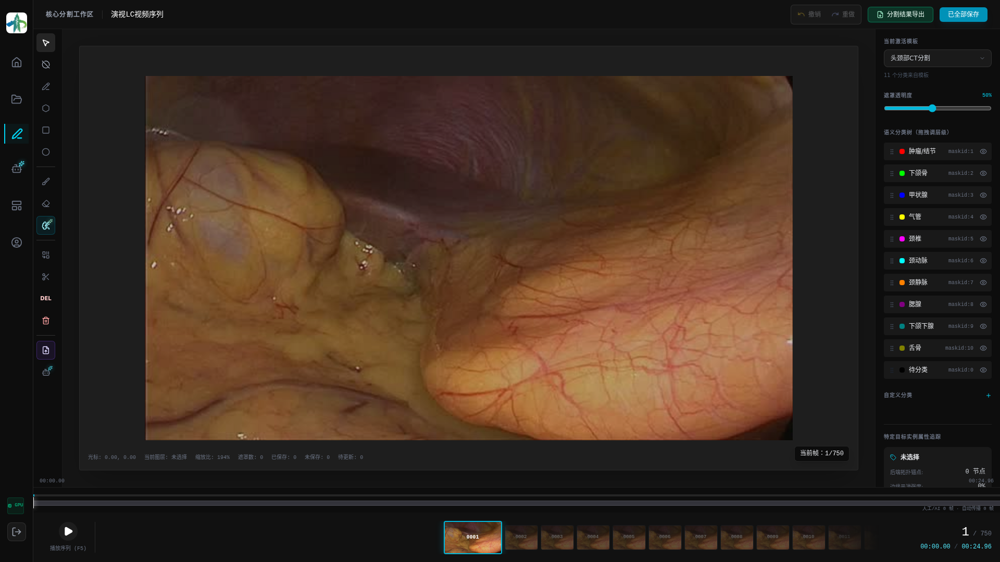 核心分割工作区
演视LC视频序列
撤销
重做
分割结果导出
已全部保存
当前激活模板
头颈部CT分割
11 个分类来自模板
遮罩透明度
50%
语义分类树（拖拽调层级）
肿瘤/结节 maskid:1
下颌骨 maskid:2
甲状腺 maskid:3
气管 maskid:4
颈椎 maskid:5
颈动脉 maskid:6
颈静脉 maskid:7
腮腺 maskid:8
下颌下腺 maskid:9
舌骨 maskid:10
待分类 maskid:0
自定义分类
特定目标实例属性追踪
未选择
后端拓扑锚点: 0 节点
边缘平滑强度: 0%
DEL
光标: 0.00, 0.00 当前图层: 未选择 缩放比: 194% 遮罩数: 0 已保存: 0 未保存: 0 待更新: 0
当前帧：1/750
00:00.00
00:24.96
人工/AI 0 帧 · 自动传播 0 帧
GPU
播放序列 (F5)
0001 0002 0003 0004 0005 0006 0007 0008 0009 0010 0011
1 / 750
00:00.00 / 00:24.96